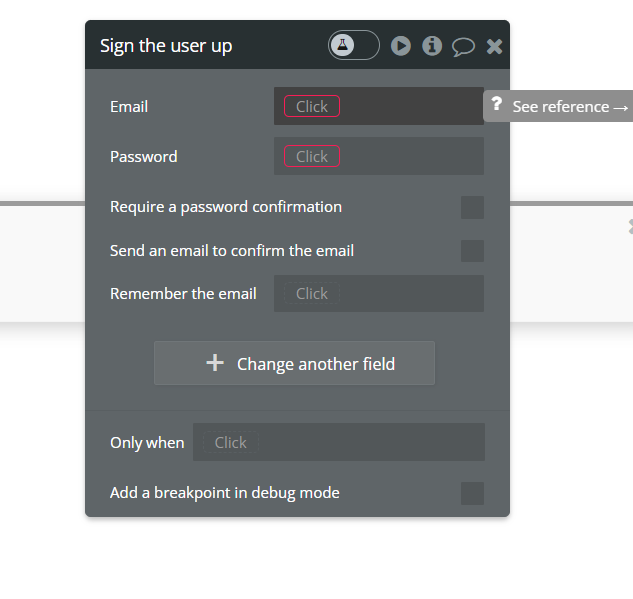 Sign the user up
Email Click
? See reference →
Password Click
Require a password confirmation
Send an email to confirm the email
Remember the email Click
+ Change another field
Only when Click
Add a breakpoint in debug mode